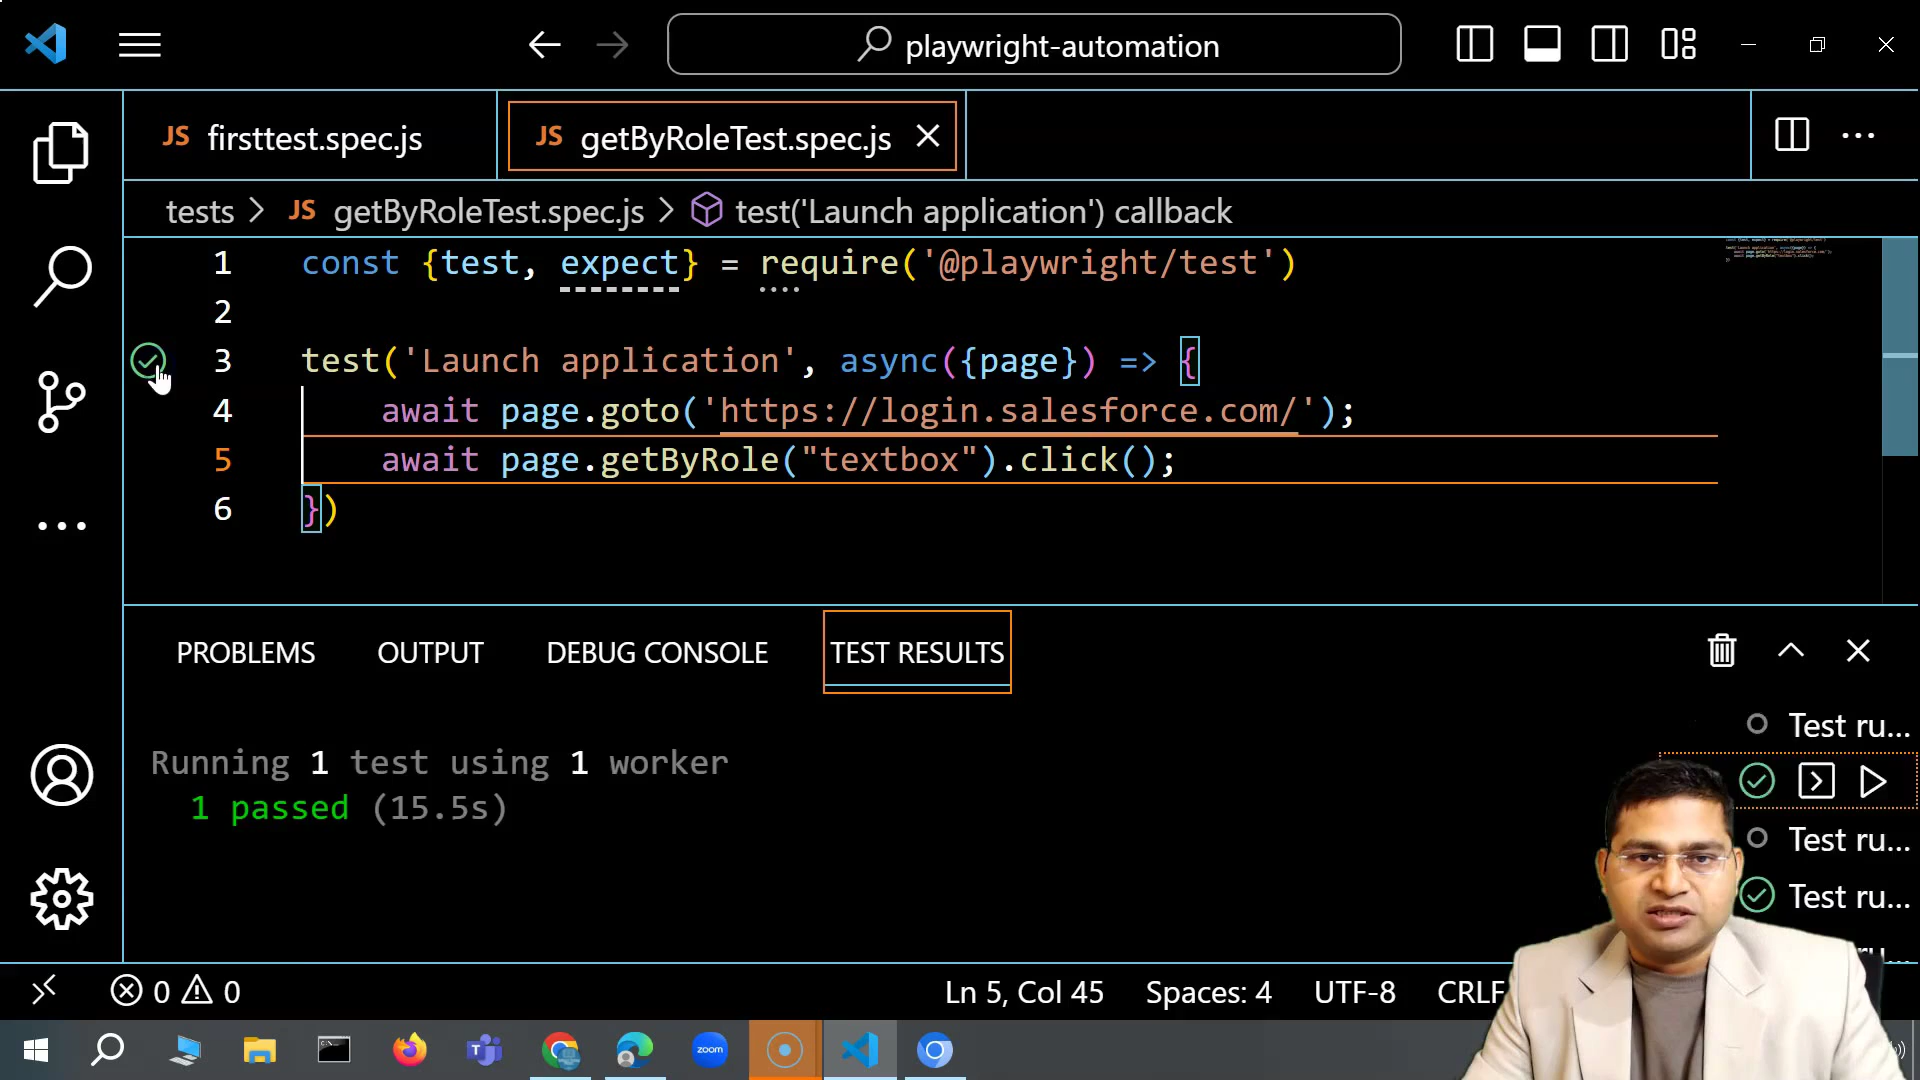 playwright-automation
JS firsttest.spec.js
JS getByRoleTest.spec.js
tests > JS getByRoleTest.spec.js > test('Launch application') callback
1 const {test, expect} = require('@playwright/test')
2
3 test('Launch application', async({page}) => {
4 await page.goto('https://login.salesforce.com/');
5 await page.getByRole("textbox").click();
6 })
PROBLEMS OUTPUT DEBUG CONSOLE TEST RESULTS
Running 1 test using 1 worker
1 passed (15.5s)
Test ru...
Test ru...
Test ru...
0 0
Ln 5, Col 45 Spaces: 4 UTF-8 CRLF
zoom